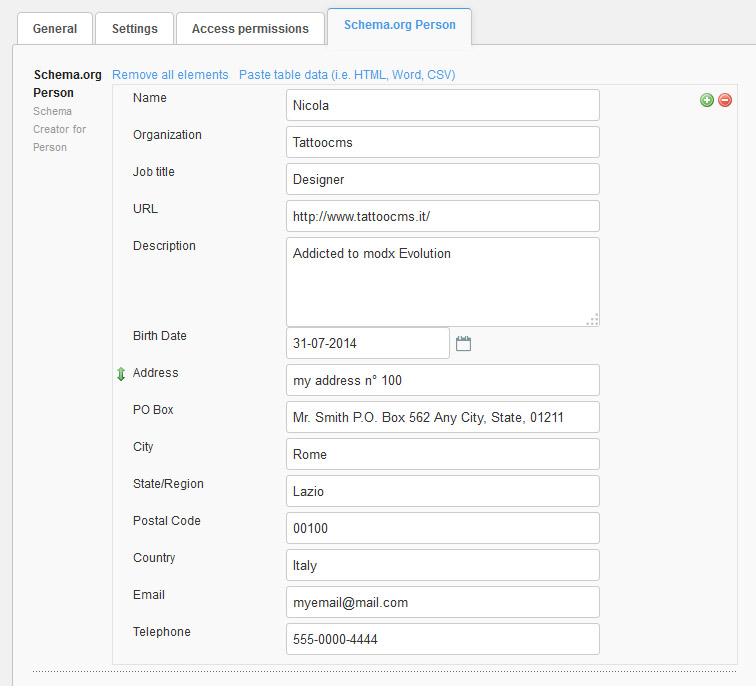 General Settings Access permissions Schema.org Person
Schema.org Person
Remove all elements Paste table data (i.e. HTML, Word, CSV)
Schema Creator for Person
Name Nicola
Organization Tattoocms
Job title Designer
URL http://www.tattoocms.it/
Description Addicted to modx Evolution
Birth Date 31-07-2014
Address my address n° 100
PO Box Mr. Smith P.O. Box 562 Any City, State, 01211
City Rome
State/Region Lazio
Postal Code 00100
Country Italy
Email myemail@mail.com
Telephone 555-0000-4444